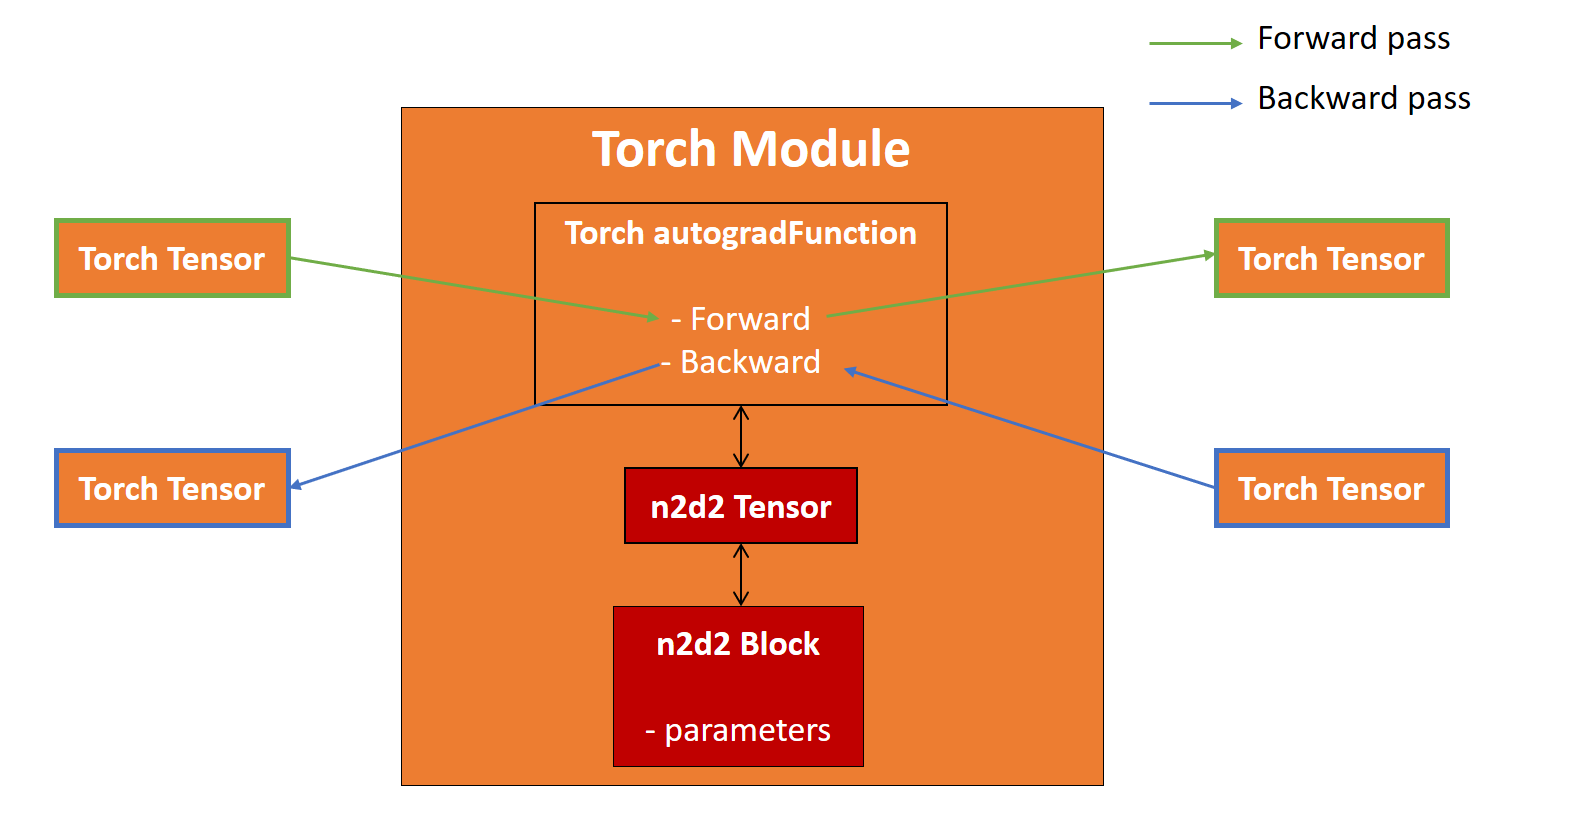 Forward pass
Backward pass
Torch Module
Torch Tensor
Torch autogradFunction
Torch Tensor
- Forward
- Backward
Torch Tensor
n2d2 Tensor
Torch Tensor
n2d2 Block
- parameters